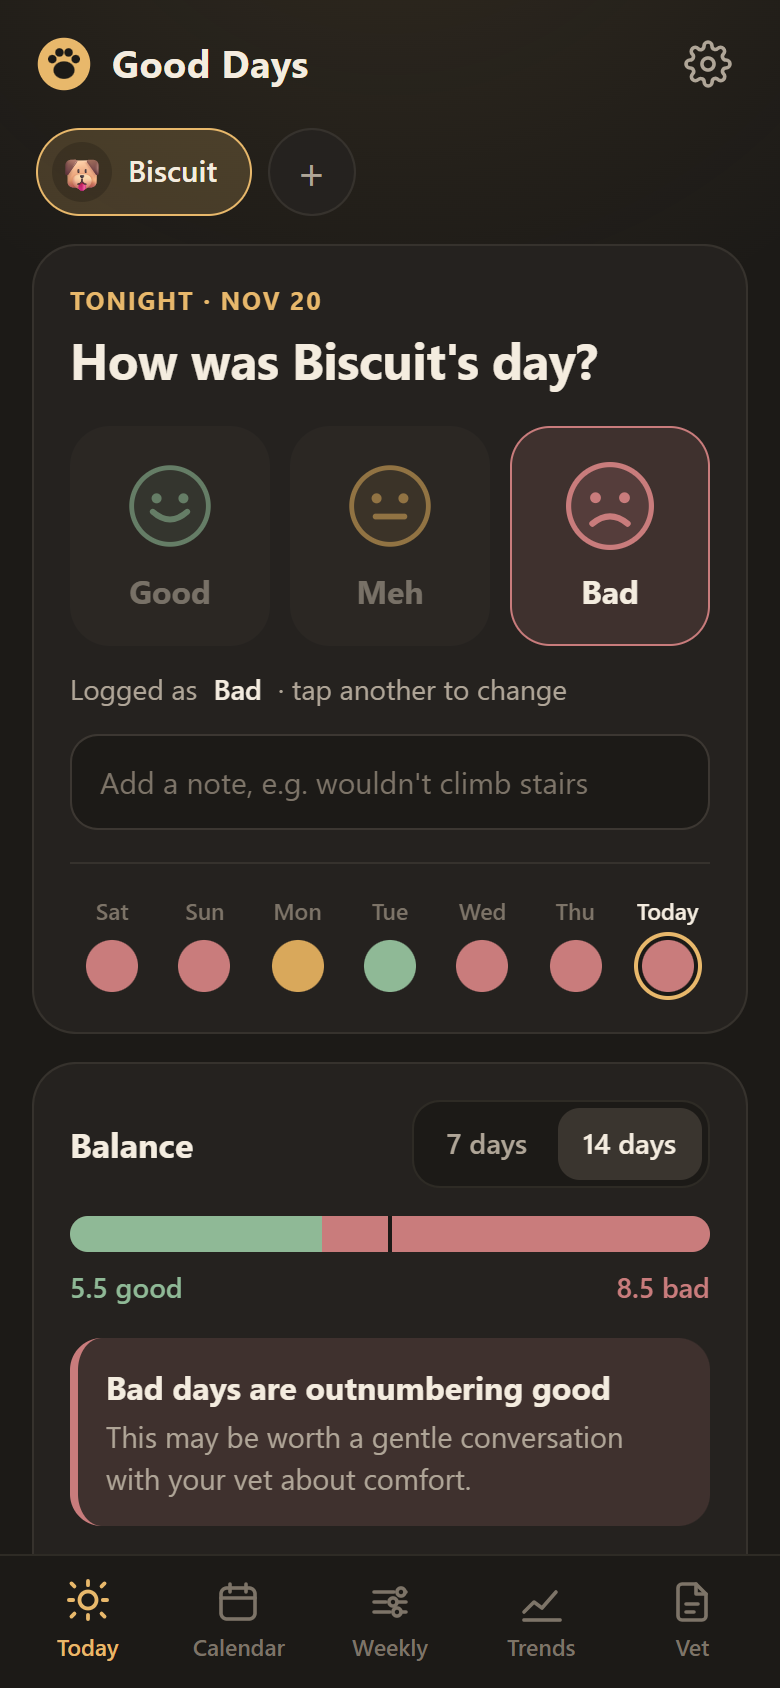 Good Days
Biscuit
+
TONIGHT · NOV 20
How was Biscuit's day?
Good Meh Bad
Logged as Bad · tap another to change
Add a note, e.g. wouldn't climb stairs
Sat Sun Mon Tue Wed Thu Today
Balance 7 days 14 days
5.5 good 8.5 bad
Bad days are outnumbering good
This may be worth a gentle conversation
with your vet about comfort.
Today Calendar Weekly Trends Vet